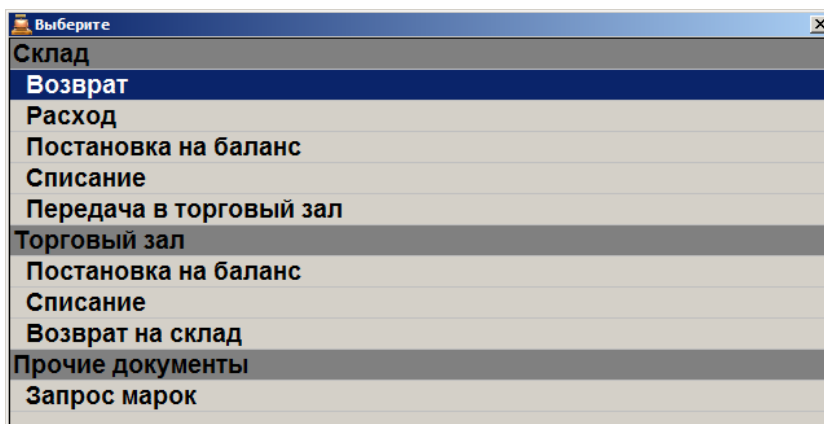 Выберите
Склад
Возврат
Расход
Постановка на баланс
Списание
Передача в торговый зал
Торговый зал
Постановка на баланс
Списание
Возврат на склад
Прочие документы
Запрос марок